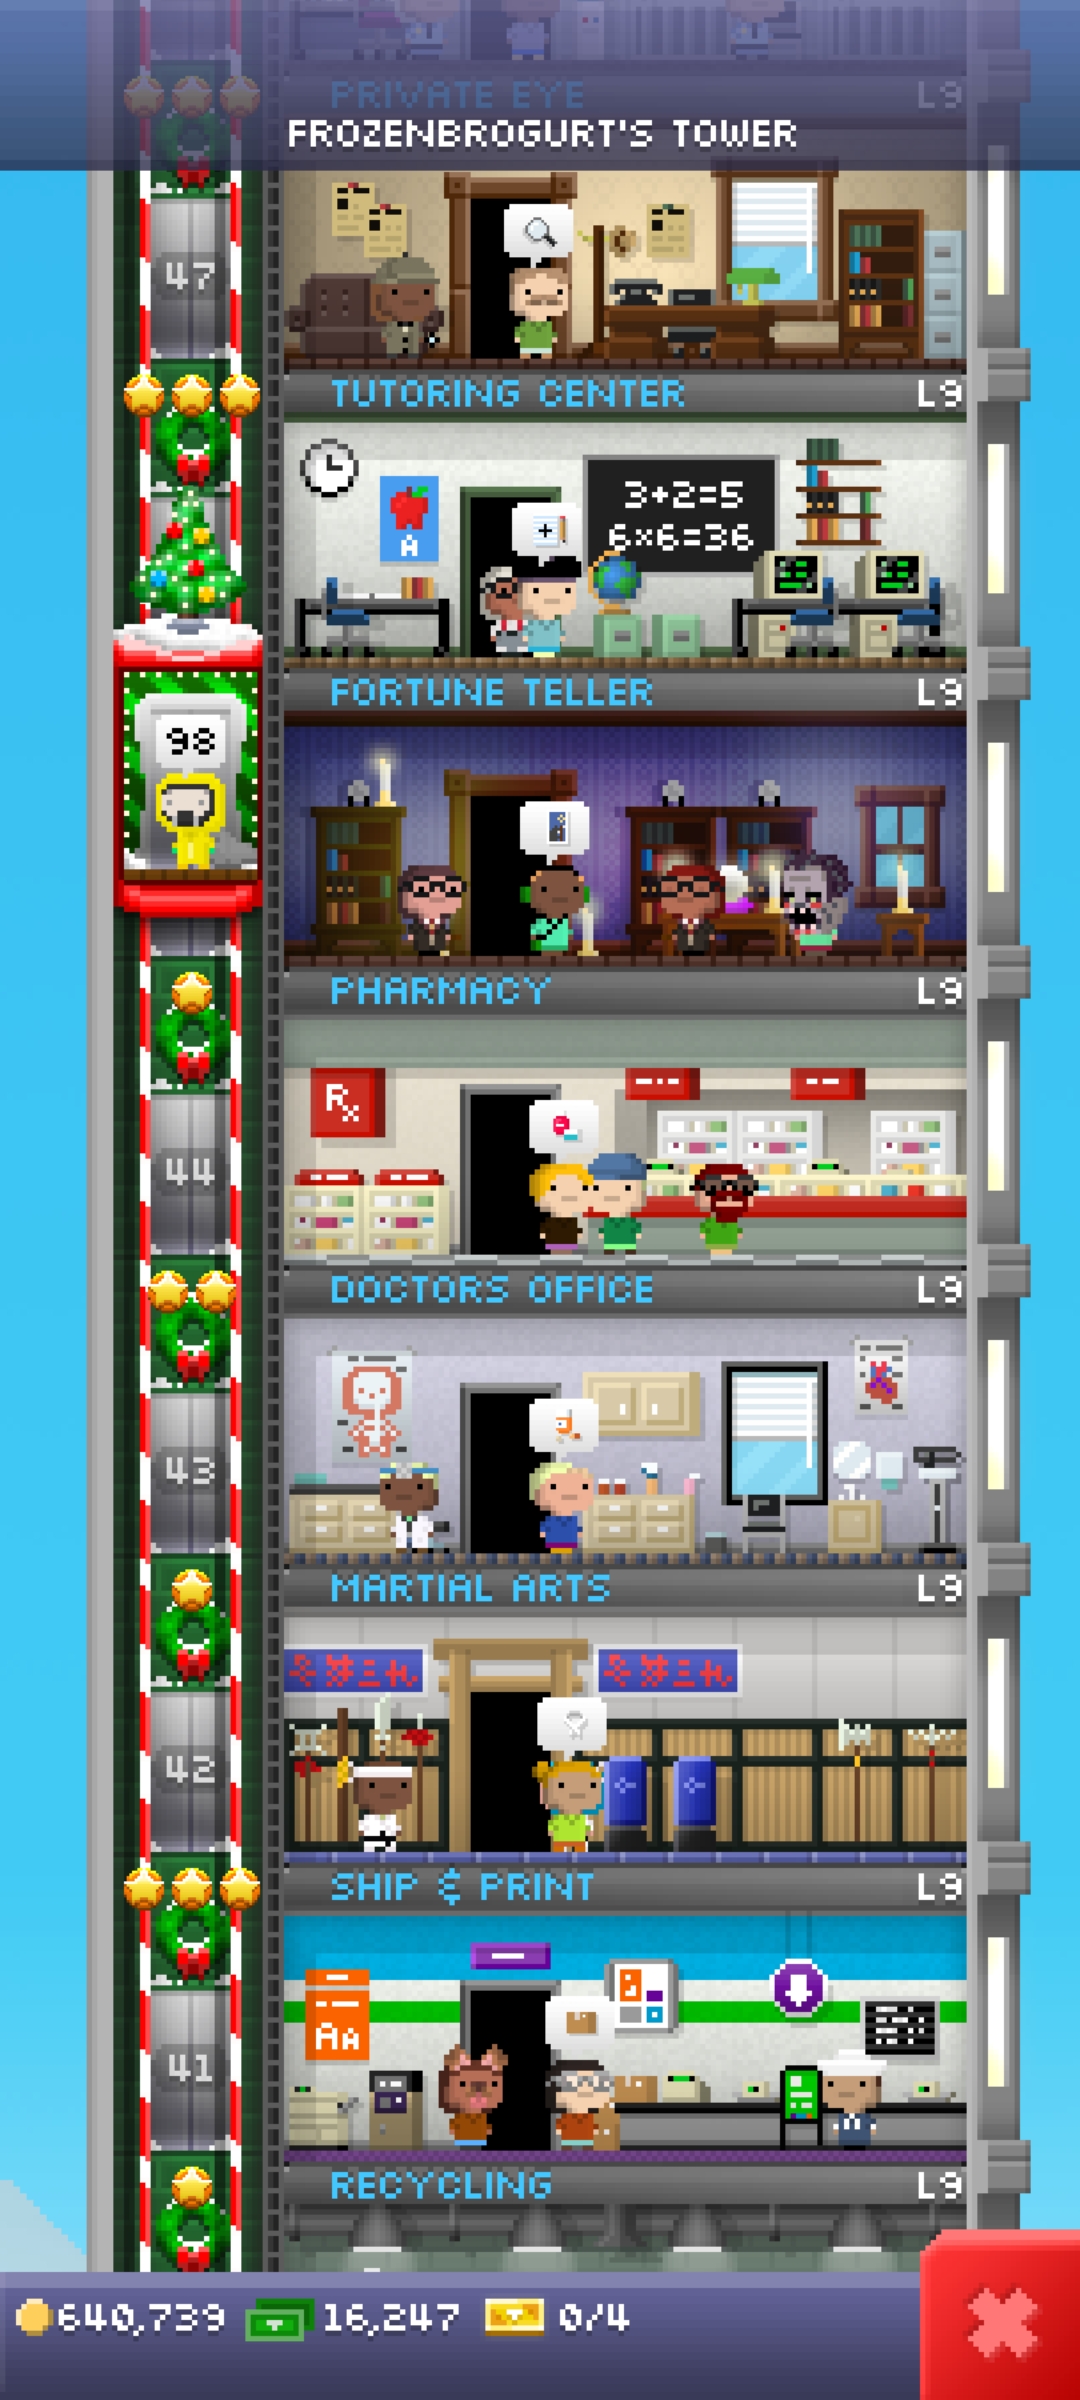 PRIVATE EYE L9
FROZENBROGURT'S TOWER
47
TUTORING CENTER L9
3+2=5
6×6=36
A
FORTUNE TELLER L9
98
PHARMACY L9
Rx
44
DOCTORS OFFICE L9
43
MARTIAL ARTS L9
42
SHIP & PRINT L9
Aa
41
RECYCLING L9
640,739 16,247 0/4